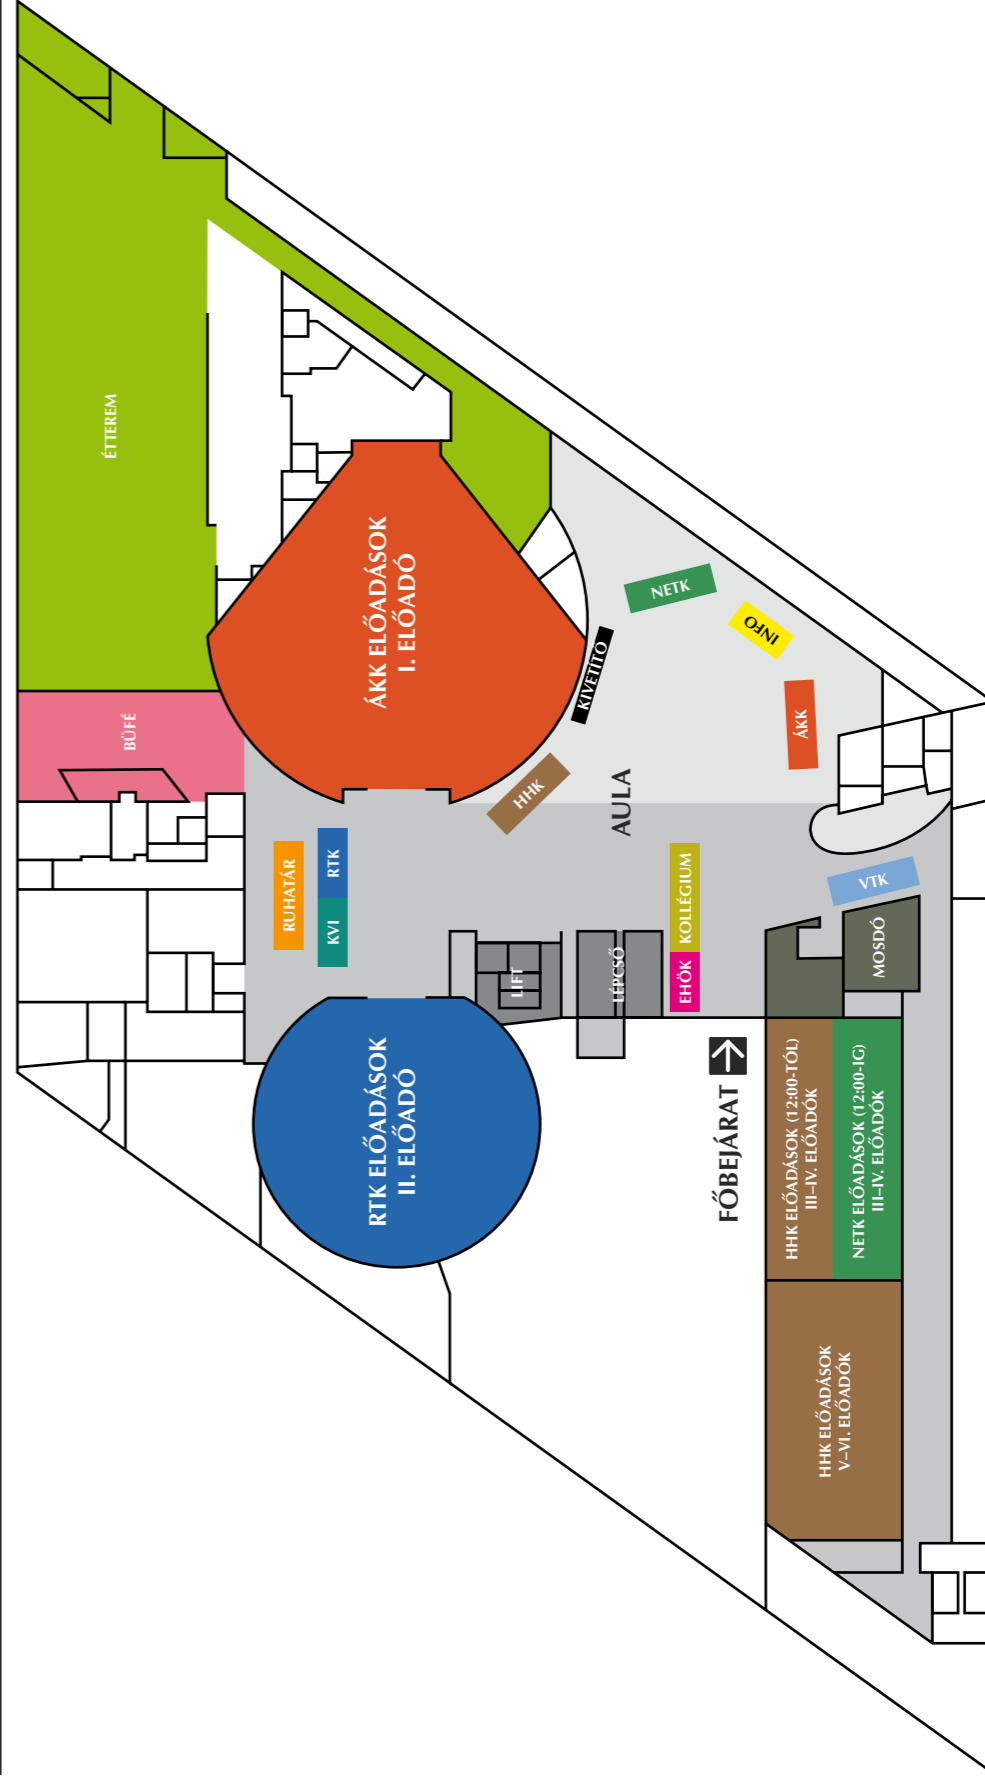 ÉTTEREM
BÜFÉ
ÁKK ELŐADÁSOK
I. ELŐADÓ
NETK
INFÓ
KIVETÍTŐ
ÁKK
HHK
AULA
RUHATÁR
RTK
KVI
KOLLÉGIUM
EHÖK
VTK
MOSDÓ
LIFT
LÉPCSŐ
RTK ELŐADÁSOK
II. ELŐADÓ
FŐBEJÁRAT
HHK ELŐADÁSOK (12:00-TÓL)
III–IV. ELŐADÓK
NETK ELŐADÁSOK (12:00-IG)
III–IV. ELŐADÓK
HHK ELŐADÁSOK
V–VI. ELŐADÓK